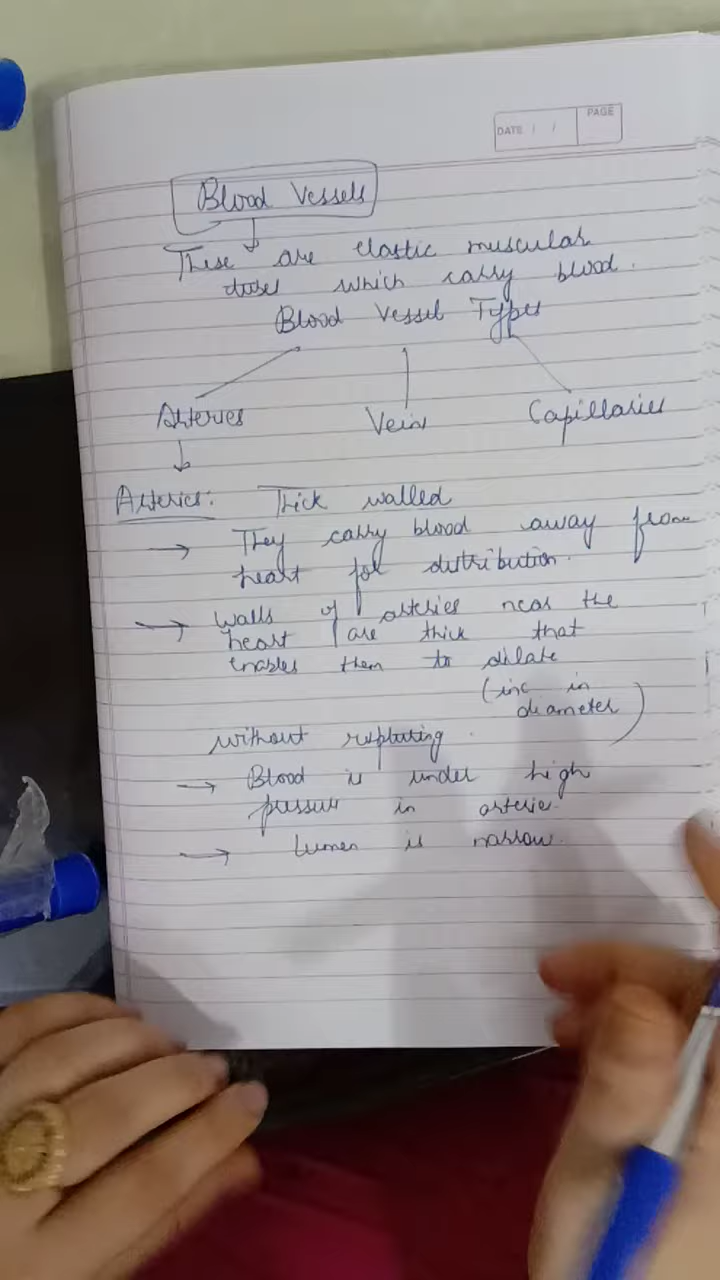 DATE / / PAGE
Blood Vessels
These are elastic muscular
which carry blood.
Blood Vessel Types
Arteries Veins Capillaries
Arteries: Thick walled
→ They carry blood away from
heart for distribution.
→ Walls of arteries near the
heart are thick that
enables them to dilate
(inc in
diameter)
without rupturing.
→ Blood is under high
pressure in arteries.
→ Lumen is narrow.